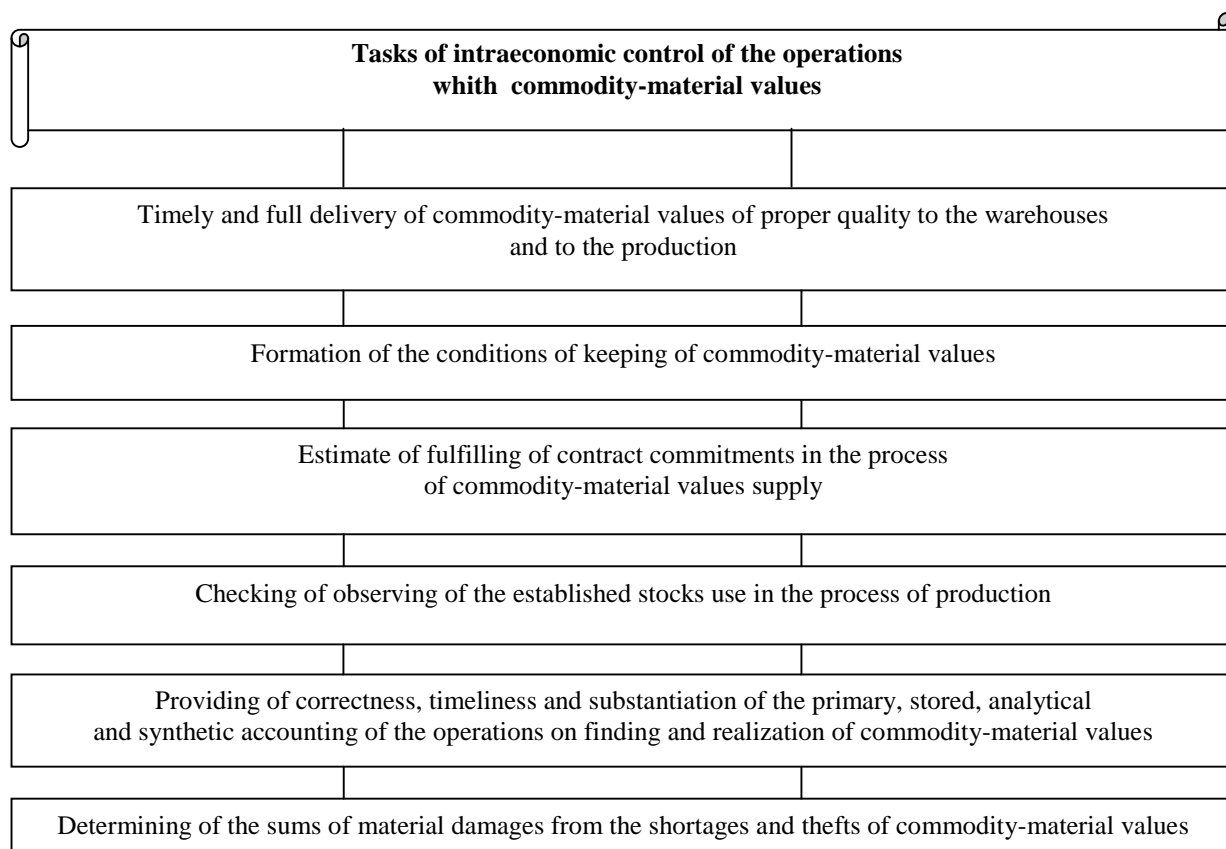 Tasks of intraeconomic control of the operations
whith commodity-material values
Timely and full delivery of commodity-material values of proper quality to the warehouses
and to the production
Formation of the conditions of keeping of commodity-material values
Estimate of fulfilling of contract commitments in the process
of commodity-material values supply
Checking of observing of the established stocks use in the process of production
Providing of correctness, timeliness and substantiation of the primary, stored, analytical
and synthetic accounting of the operations on finding and realization of commodity-material values
Determining of the sums of material damages from the shortages and thefts of commodity-material values